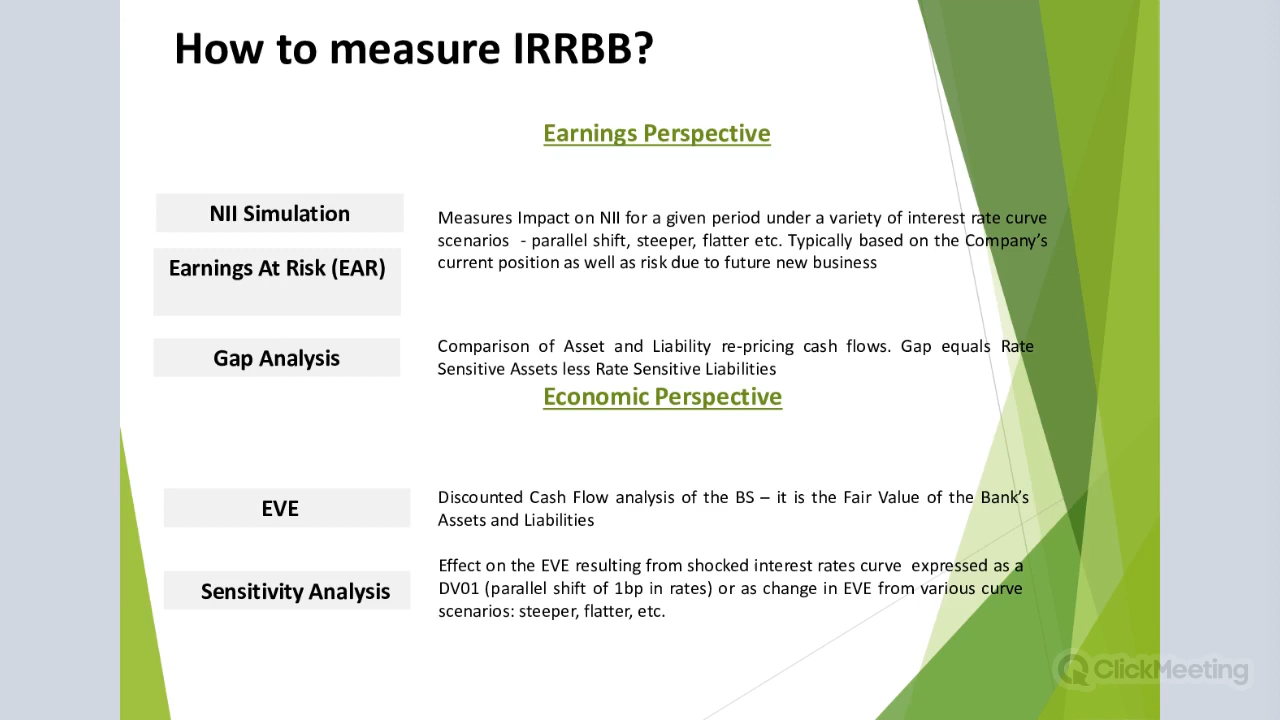 How to measure IRRBB?
Earnings Perspective
NII Simulation
Earnings At Risk (EAR)
Measures Impact on NII for a given period under a variety of interest rate curve
scenarios - parallel shift, steeper, flatter etc. Typically based on the Company's
current position as well as risk due to future new business
Gap Analysis
Comparison of Asset and Liability re-pricing cash flows. Gap equals Rate
Sensitive Assets less Rate Sensitive Liabilities
Economic Perspective
EVE
Discounted Cash Flow analysis of the BS – it is the Fair Value of the Bank's
Assets and Liabilities
Sensitivity Analysis
Effect on the EVE resulting from shocked interest rates curve expressed as a
DV01 (parallel shift of 1bp in rates) or as change in EVE from various curve
scenarios: steeper, flatter, etc.
ClickMeeting